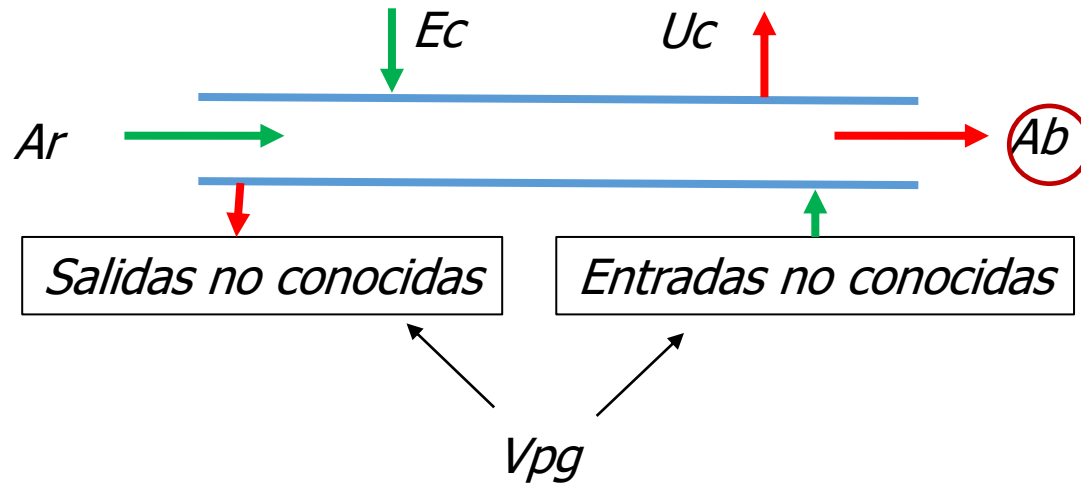 Ec
Uc
Ar
Ab
Salidas no conocidas
Entradas no conocidas
Vpg